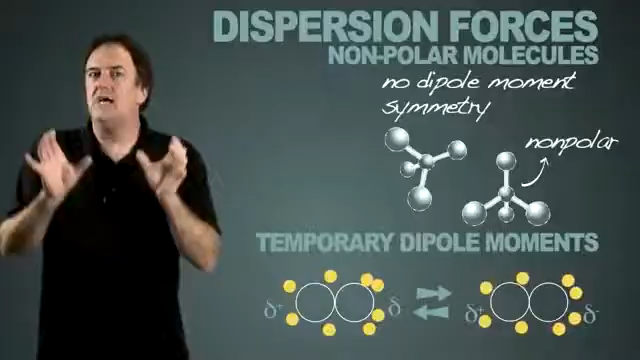 DISPERSION FORCES
NON-POLAR MOLECULES
no dipole moment
symmetry
nonpolar
TEMPORARY DIPOLE MOMENTS
δ+ δ- δ+ δ-